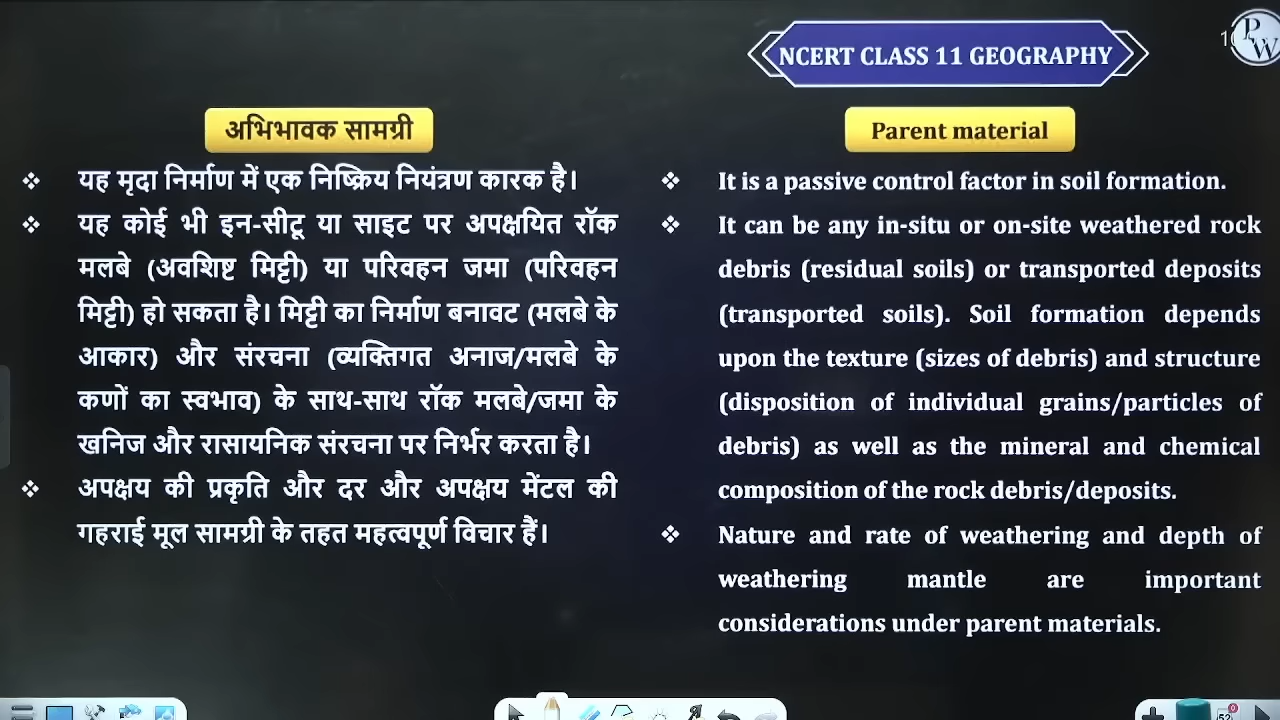 NCERT CLASS 11 GEOGRAPHY
PW
अभिभावक सामग्री
❖ यह मृदा निर्माण में एक निष्क्रिय नियंत्रण कारक है।
❖ यह कोई भी इन-सीटू या साइट पर अपक्षयित रॉक
मलबे (अवशिष्ट मिट्टी) या परिवहन जमा (परिवहन
मिट्टी) हो सकता है। मिट्टी का निर्माण बनावट (मलबे के
आकार) और संरचना (व्यक्तिगत अनाज/मलबे के
कणों का स्वभाव) के साथ-साथ रॉक मलबे/जमा के
खनिज और रासायनिक संरचना पर निर्भर करता है।
❖ अपक्षय की प्रकृति और दर और अपक्षय मेंटल की
गहराई मूल सामग्री के तहत महत्वपूर्ण विचार हैं।
Parent material
❖ It is a passive control factor in soil formation.
❖ It can be any in-situ or on-site weathered rock
debris (residual soils) or transported deposits
(transported soils). Soil formation depends
upon the texture (sizes of debris) and structure
(disposition of individual grains/particles of
debris) as well as the mineral and chemical
composition of the rock debris/deposits.
❖ Nature and rate of weathering and depth of
weathering mantle are important
considerations under parent materials.
52